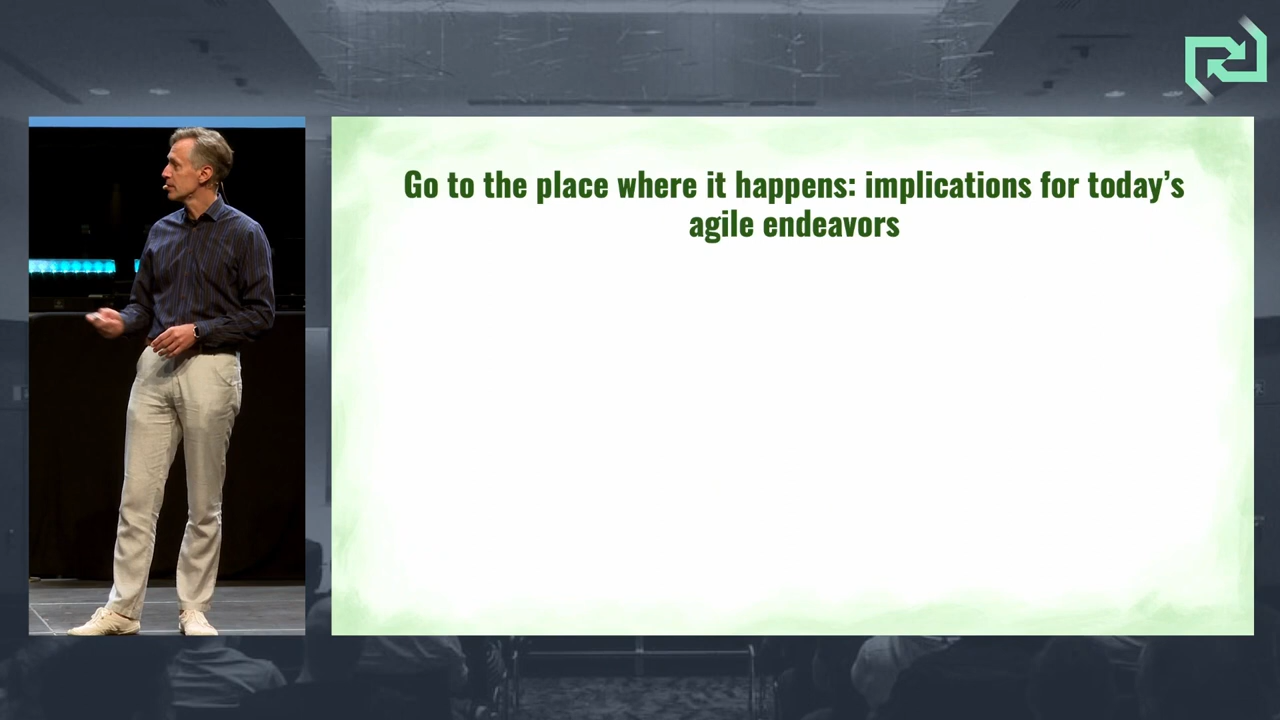 Go to the place where it happens: implications for today’s
agile endeavors